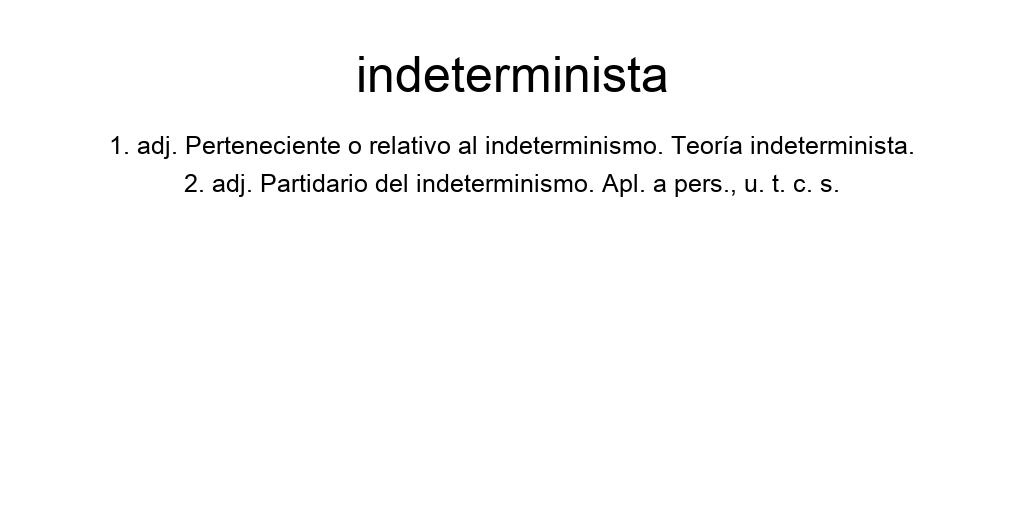 indeterminista
1. adj. Perteneciente o relativo al indeterminismo. Teoría indeterminista.
2. adj. Partidario del indeterminismo. Apl. a pers., u. t. c. s.